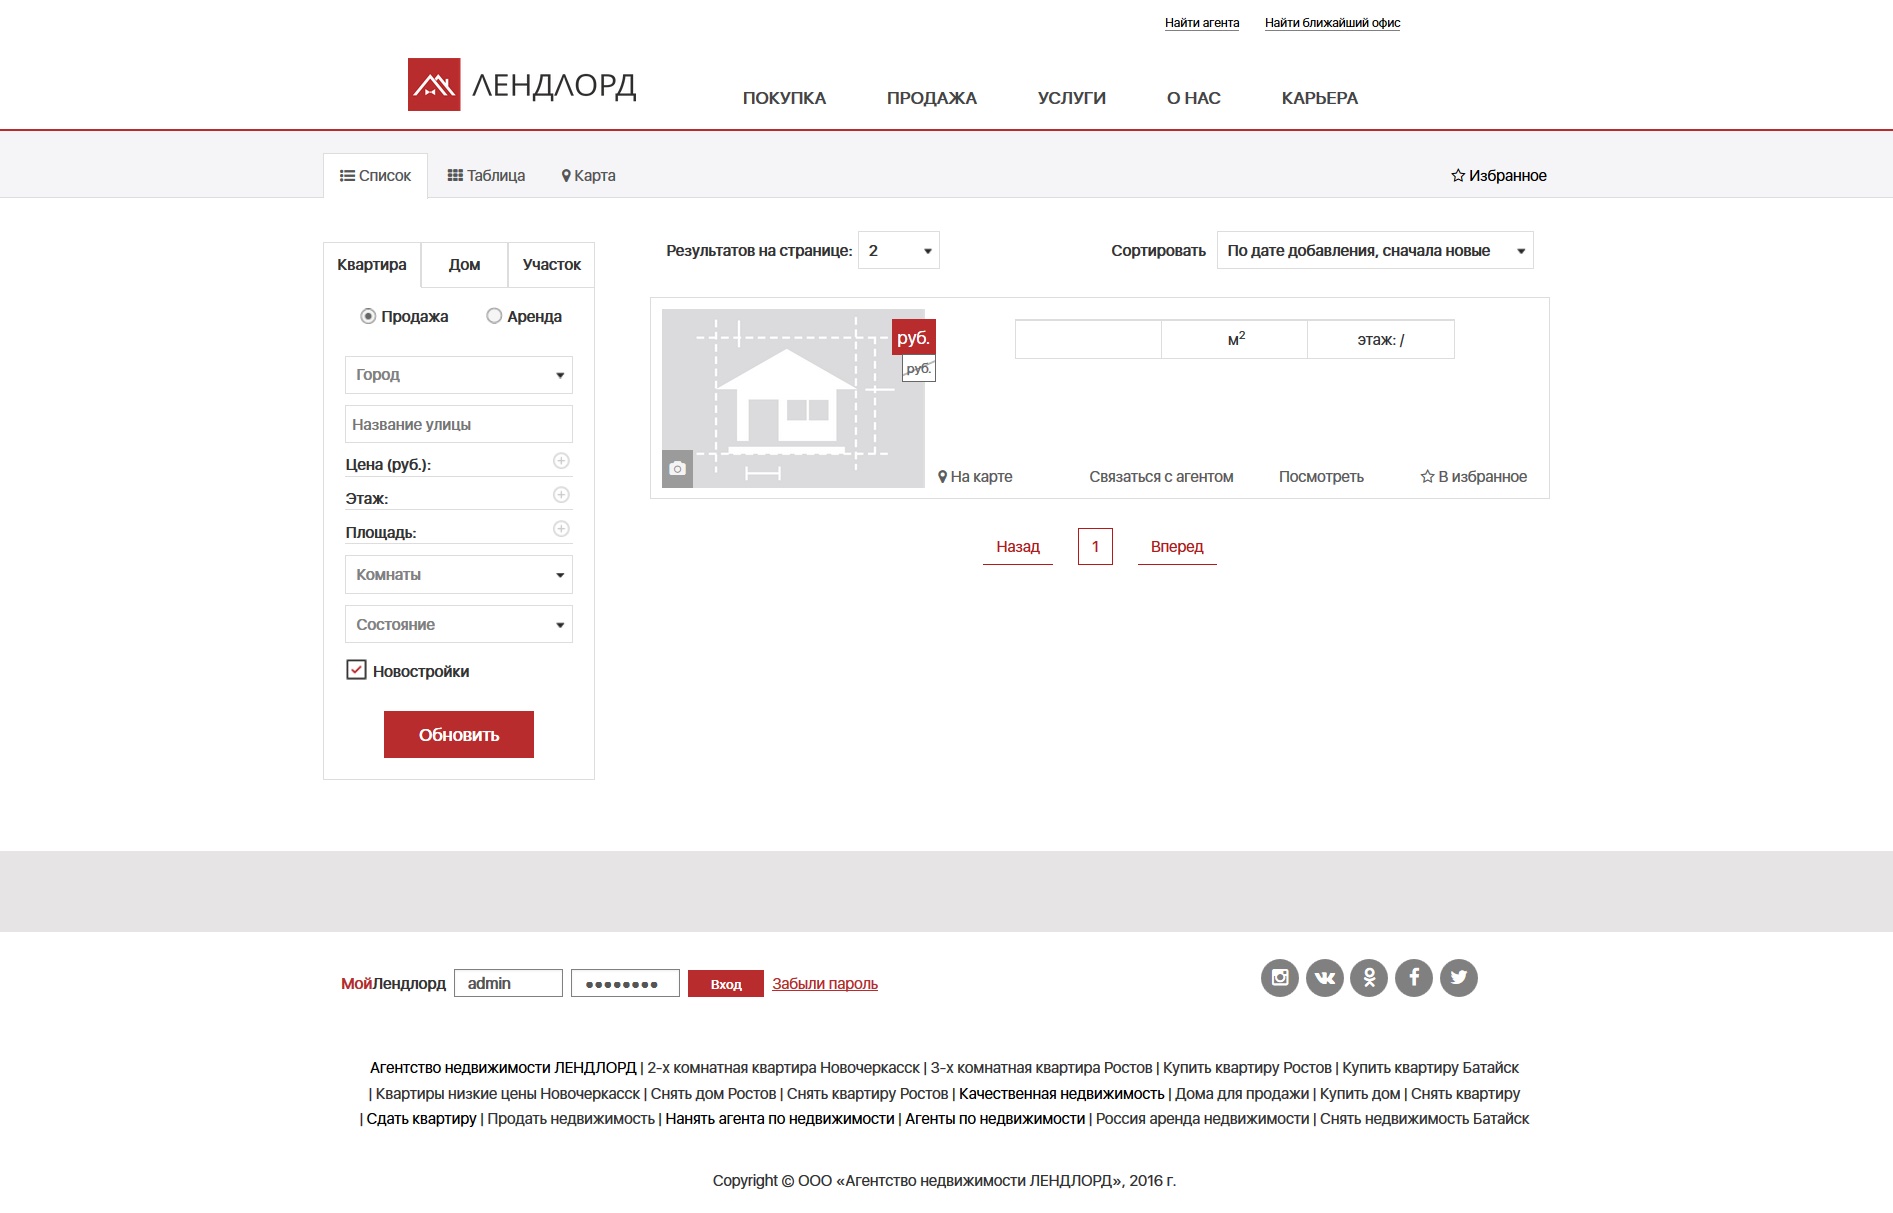 Найти агента Найти ближайший офис
ЛЕНДЛОРД
ПОКУПКА ПРОДАЖА УСЛУГИ О НАС КАРЬЕРА
Список Таблица Карта Избранное
Результатов на странице: 2 Сортировать По дате добавления, сначала новые
Квартира Дом Участок
Продажа Аренда
Город
Название улицы
Цена (руб.):
Этаж:
Площадь:
Комнаты
Состояние
Новостройки
Обновить
руб.
руб.
м² этаж: /
На карте Связаться с агентом Посмотреть В избранное
Назад 1 Вперед
МойЛендлорд admin ●●●●●●●● Вход Забыли пароль
Агентство недвижимости ЛЕНДЛОРД | 2-х комнатная квартира Новочеркасск | 3-х комнатная квартира Ростов | Купить квартиру Ростов | Купить квартиру Батайск
| Квартиры низкие цены Новочеркасск | Снять дом Ростов | Снять квартиру Ростов | Качественная недвижимость | Дома для продажи | Купить дом | Снять квартиру
| Сдать квартиру | Продать недвижимость | Нанять агента по недвижимости | Агенты по недвижимости | Россия аренда недвижимости | Снять недвижимость Батайск
Copyright © ООО «Агентство недвижимости ЛЕНДЛОРД», 2016 г.